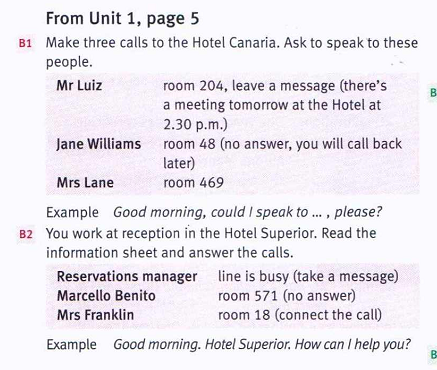 From Unit 1, page 5
B1 Make three calls to the Hotel Canaria. Ask to speak to these
people.
Mr Luiz room 204, leave a message (there's
a meeting tomorrow at the Hotel at
2.30 p.m.)
Jane Williams room 48 (no answer, you will call back
later)
Mrs Lane room 469
Example Good morning, could I speak to ... , please?
B2 You work at reception in the Hotel Superior. Read the
information sheet and answer the calls.
Reservations manager line is busy (take a message)
Marcello Benito room 571 (no answer)
Mrs Franklin room 18 (connect the call)
Example Good morning. Hotel Superior. How can I help you?